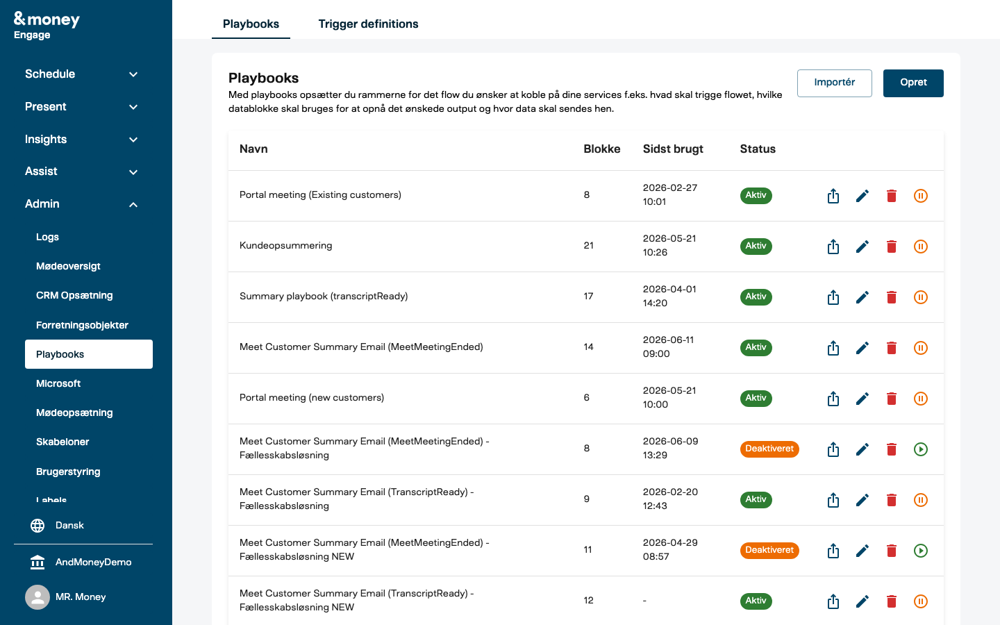 &money
Engage
Schedule
Present
Insights
Assist
Admin
Logs
Mødeoversigt
CRM Opsætning
Forretningsobjekter
Playbooks
Microsoft
Mødeopsætning
Skabeloner
Brugerstyring
Labels
Dansk
AndMoneyDemo
MR. Money
Playbooks Trigger definitions
Playbooks
Med playbooks opsætter du rammerne for det flow du ønsker at koble på dine services f.eks. hvad skal trigge flowet, hvilke
datablokke skal bruges for at opnå det ønskede output og hvor data skal sendes hen.
Importér Opret
Navn Blokke Sidst brugt Status
Portal meeting (Existing customers) 8 2026-02-27 Aktiv
10:01
Kundeopsummering 21 2026-05-21 Aktiv
10:26
Summary playbook (transcriptReady) 17 2026-04-01 Aktiv
14:20
Meet Customer Summary Email (MeetMeetingEnded) 14 2026-06-11 Aktiv
09:00
Portal meeting (new customers) 6 2026-05-21 Aktiv
10:00
Meet Customer Summary Email (MeetMeetingEnded) - 8 2026-06-09 Deaktiveret
Fællesskabsløsning 13:29
Meet Customer Summary Email (TranscriptReady) - 9 2026-02-20 Aktiv
Fællesskabsløsning 12:43
Meet Customer Summary Email (MeetMeetingEnded) - 11 2026-04-29 Deaktiveret
Fællesskabsløsning NEW 08:57
Meet Customer Summary Email (TranscriptReady) - 12 - Aktiv
Fællesskabsløsning NEW